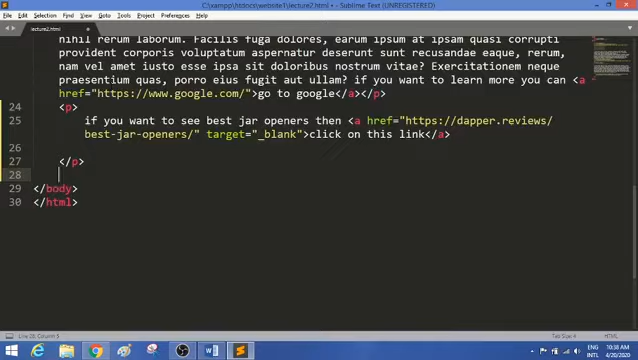 C:\xampp\htdocs\website1\lecture2.html • - Sublime Text (UNREGISTERED)
File Edit Selection Find View Goto Tools Project Preferences Help
lecture2.html
nihil rerum laborum. Facilis fuga dolores, earum ipsum at ipsam quasi corrupti
provident corporis voluptatum aspernatur deserunt sunt recusandae eaque, rerum,
nam vel amet iusto esse ipsa sit doloribus nostrum vitae? Exercitationem neque
praesentium quas, porro eius fugit aut ullam? if you want to learn more you can <a
href="https://www.google.com/">go to google</a></p>
24 <p>
25 if you want to see best jar openers then <a href="https://dapper.reviews/
best-jar-openers/" target="_blank">click on this link</a>
26
27 </p>
28
29 </body>
30 </html>
Line 28, Column 5
Tab Size: 4
HTML
ENG
INTL
10:38 AM
4/20/2020